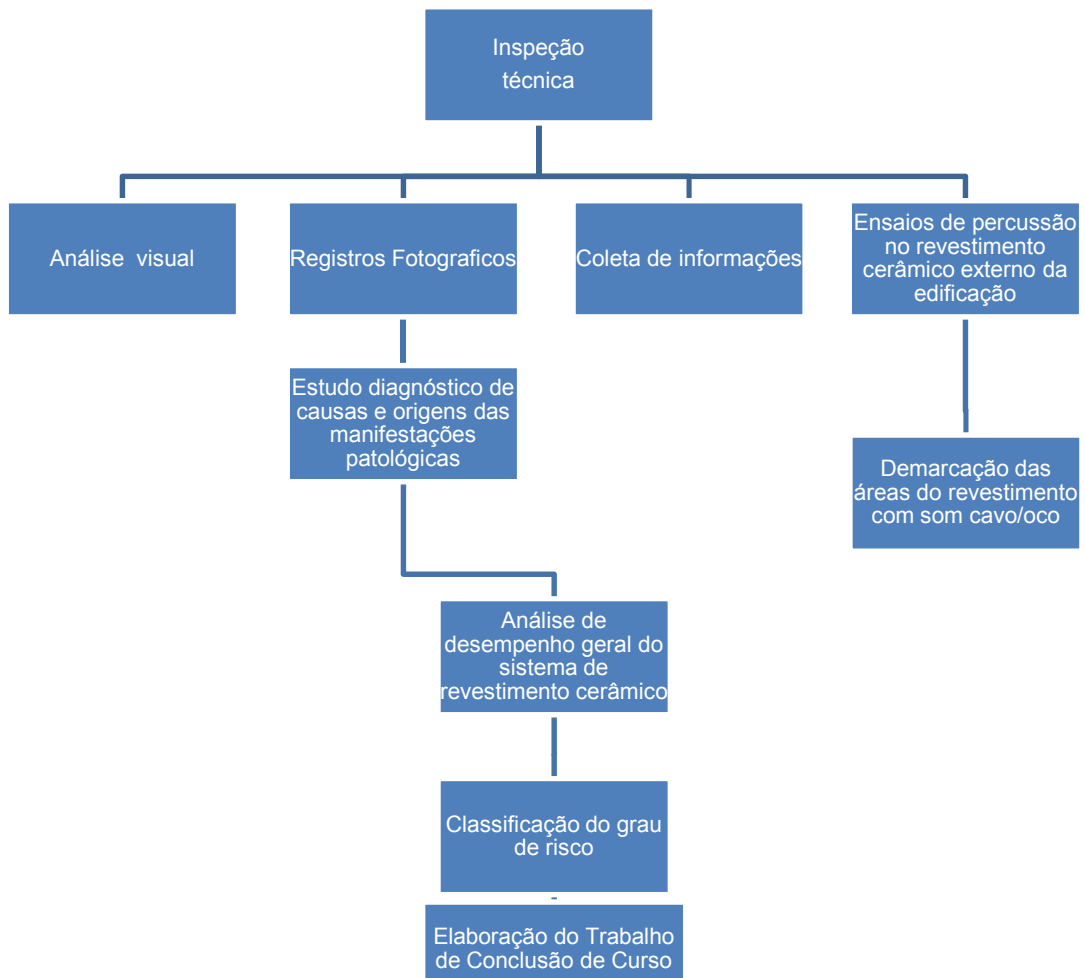 Inspeção
técnica
Análise visual
Registros Fotograficos
Coleta de informações
Ensaios de percussão
no revestimento
cerâmico externo da
edificação
Estudo diagnóstico de
causas e origens das
manifestações
patológicas
Demarcação das
áreas do revestimento
com som cavo/oco
Análise de
desempenho geral do
sistema de
revestimento cerâmico
Classificação do grau
de risco
Elaboração do Trabalho
de Conclusão de Curso